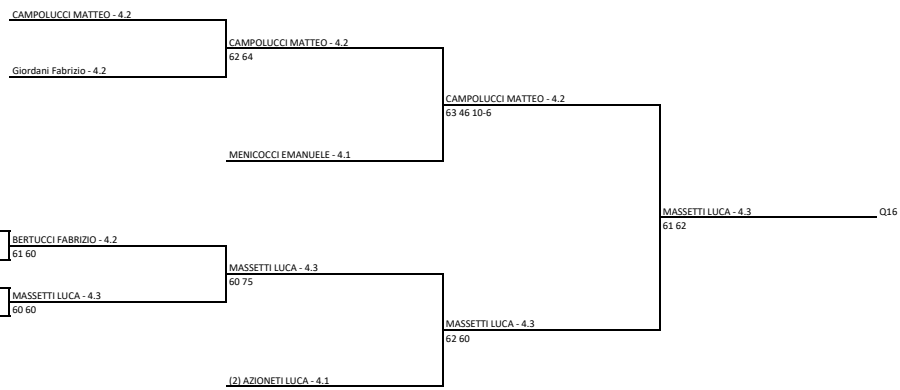 CAMPOLUCCI MATTEO - 4.2
CAMPOLUCCI MATTEO - 4.2
62 64
Giordani Fabrizio - 4.2
CAMPOLUCCI MATTEO - 4.2
63 46 10-6
MENICOCCI EMANUELE - 4.1
MASSETTI LUCA - 4.3
Q16
61 62
BERTUCCI FABRIZIO - 4.2
61 60
MASSETTI LUCA - 4.3
60 75
MASSETTI LUCA - 4.3
60 60
MASSETTI LUCA - 4.3
62 60
(2) AZIONETI LUCA - 4.1